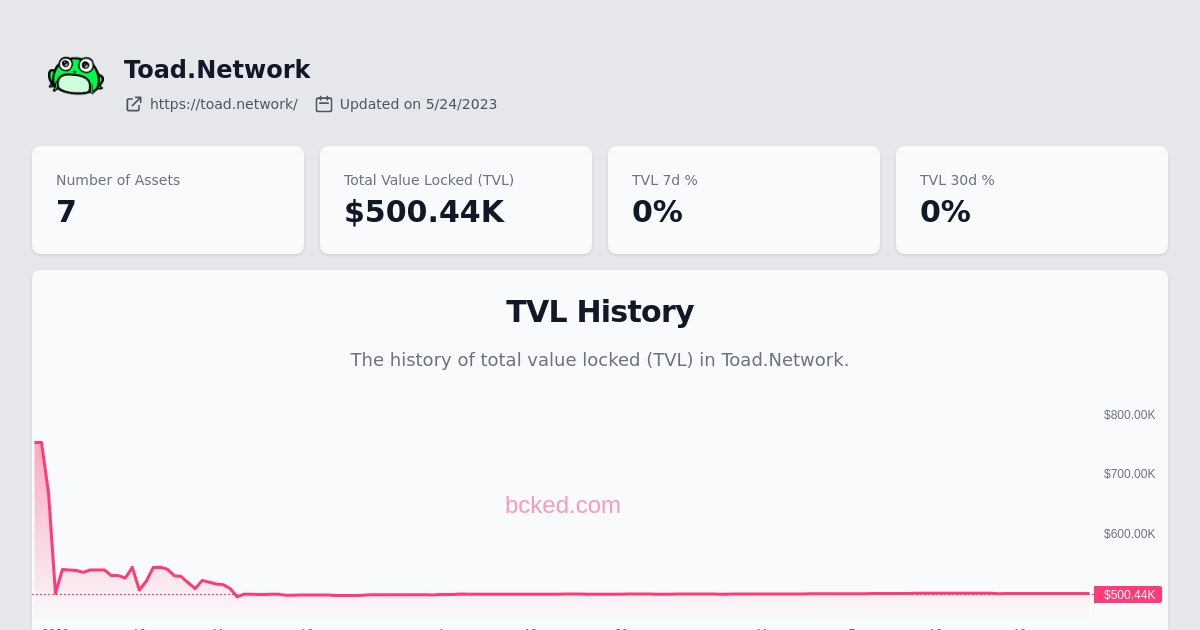 Toad.Network
https://toad.network/ Updated on 5/24/2023
Number of Assets
7
Total Value Locked (TVL)
$500.44K
TVL 7d %
0%
TVL 30d %
0%
TVL History
The history of total value locked (TVL) in Toad.Network.
$800.00K
$700.00K
bcked.com
$600.00K
$500.44K